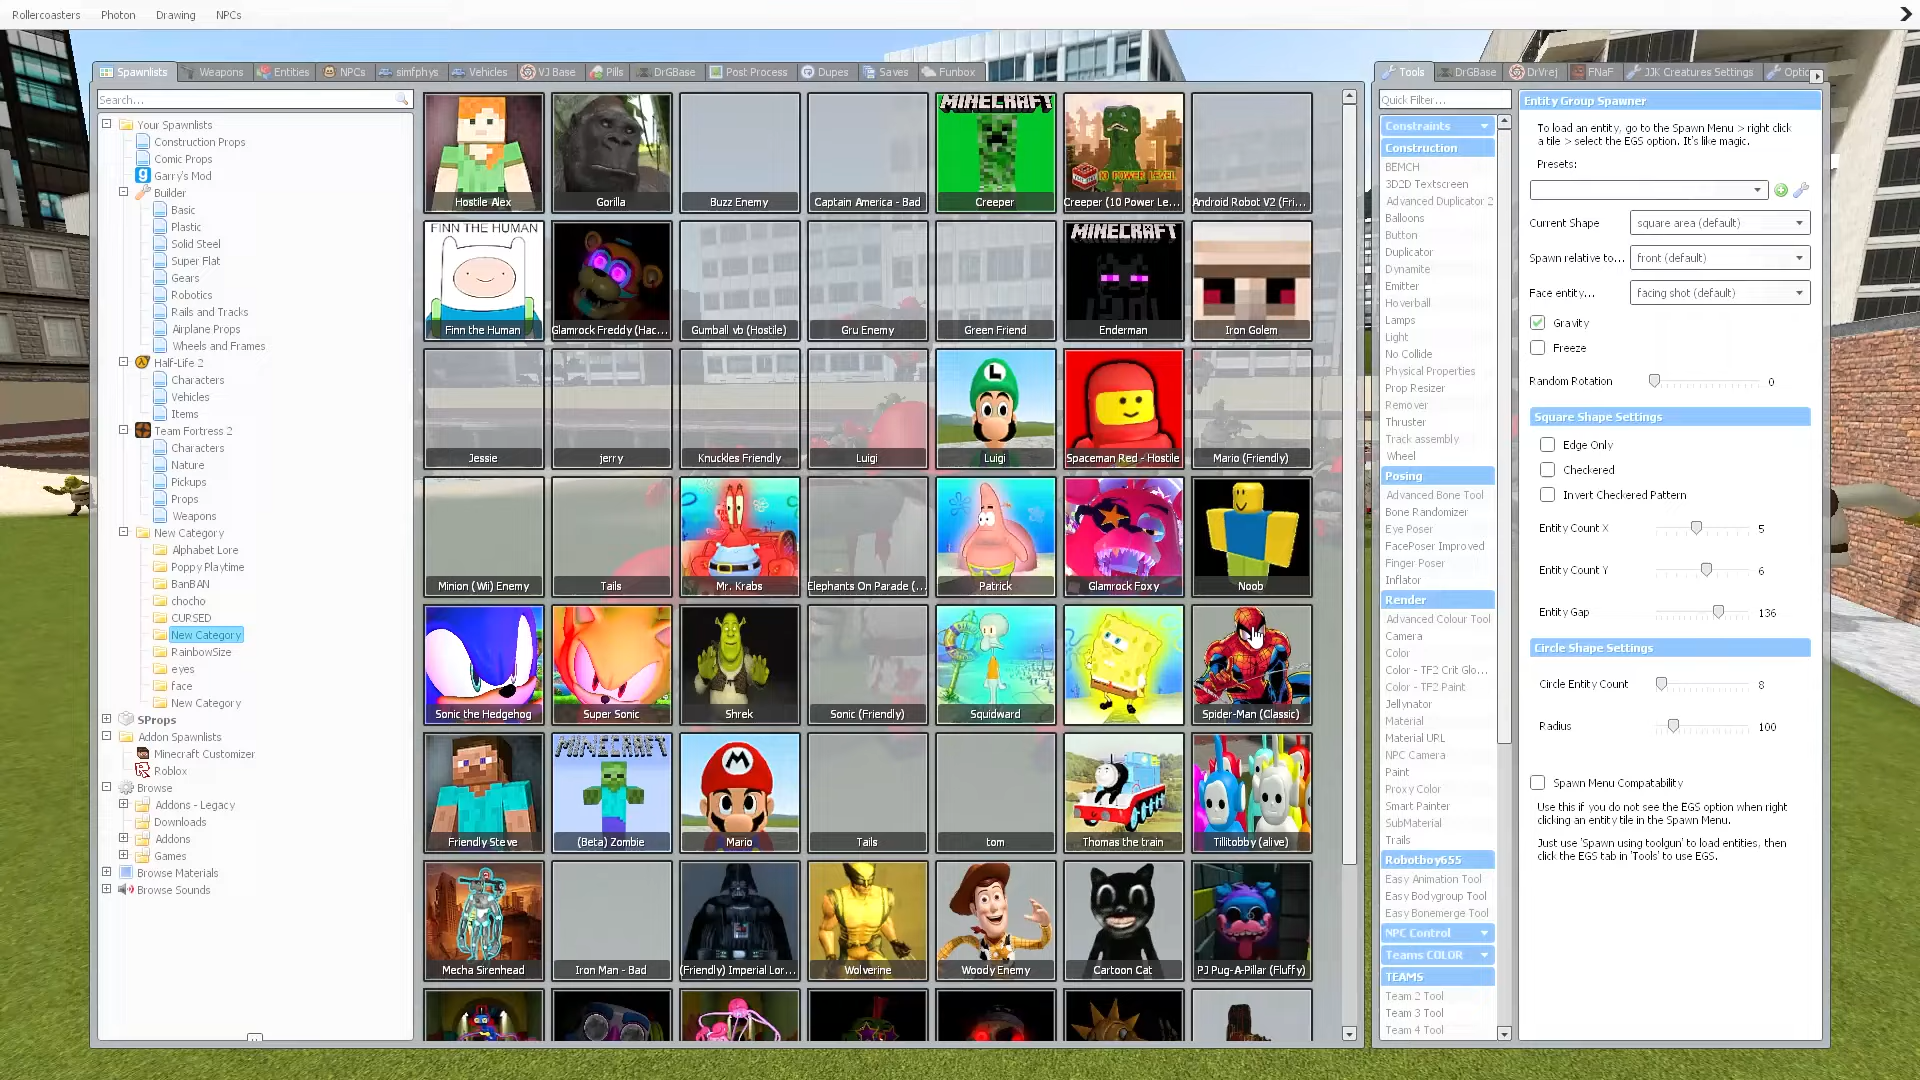 Rollercoasters Photon Drawing NPCs
Spawnlists Weapons Entities NPCs simfphys Vehicles VJ Base Pills DrGBase Post Process Dupes Saves Funbox
Search...
Your Spawnlists
Construction Props
Comic Props
Garry's Mod
Builder
Basic
Plastic
Solid Steel
Super Flat
Gears
Robotics
Rails and Tracks
Airplane Props
Wheels and Frames
Half-Life 2
Characters
Vehicles
Items
Team Fortress 2
Characters
Nature
Pickups
Props
Weapons
New Category
Alphabet Lore
Poppy Playtime
BanBAN
chocho
CURSED
New Category
RainbowSize
eyes
face
New Category
SProps
Addon Spawnlists
Minecraft Customizer
Roblox
Browse
Addons - Legacy
Downloads
Addons
Games
Browse Materials
Browse Sounds
MINECRAFT
10 POWER LEVEL
Hostile Alex Gorilla Buzz Enemy Captain America - Bad Creeper Creeper (10 Power Le... Android Robot V2 (Fri...
FINN THE HUMAN MINECRAFT
Finn the Human Glamrock Freddy (Hac... Gumball vb (Hostile) Gru Enemy Green Friend Enderman Iron Golem
Jessie jerry Knuckles Friendly Luigi Luigi Spaceman Red - Hostile Mario (Friendly)
Minion (Wii) Enemy Tails Mr. Krabs Elephants On Parade (... Patrick Glamrock Foxy Noob
Sonic the Hedgehog Super Sonic Shrek Sonic (Friendly) Squidward Spider-Man (Classic)
MINECRAFT
Friendly Steve (Beta) Zombie Mario Tails tom Thomas the train Tillitobby (alive)
Mecha Sirenhead Iron Man - Bad (Friendly) Imperial Lor... Wolverine Woody Enemy Cartoon Cat PJ Pug-A-Pillar (Fluffy)
Tools DrGBase DrVrej FNaF JJK Creatures Settings Optic
Quick Filter...
Constraints
Construction
BEMCH
3D2D Textscreen
Advanced Duplicator 2
Balloons
Button
Duplicator
Dynamite
Emitter
Hoverball
Lamps
Light
No Collide
Physical Properties
Prop Resizer
Remover
Thruster
Track assembly
Wheel
Posing
Advanced Bone Tool
Bone Randomizer
Eye Poser
FacePoser Improved
Finger Poser
Inflator
Render
Advanced Colour Tool
Camera
Color
Color - TF2 Crit Glo...
Color - TF2 Paint
Jellynator
Material
Material URL
NPC Camera
Paint
Proxy Color
Smart Painter
SubMaterial
Trails
Robotboy655
Easy Animation Tool
Easy Bodygroup Tool
Easy Bonemerge Tool
NPC Control
Teams COLOR
TEAMS
Team 2 Tool
Team 3 Tool
Team 4 Tool
Entity Group Spawner
To load an entity, go to the Spawn Menu > right click
a tile > select the EGS option. It's like magic.
Presets:
Current Shape square area (default)
Spawn relative to... front (default)
Face entity... facing shot (default)
Gravity
Freeze
Random Rotation 0
Square Shape Settings
Edge Only
Checkered
Invert Checkered Pattern
Entity Count X 5
Entity Count Y 6
Entity Gap 136
Circle Shape Settings
Circle Entity Count 8
Radius 100
Spawn Menu Compatability
Use this if you do not see the EGS option when right
clicking an entity tile in the Spawn Menu.
Just use 'Spawn using toolgun' to load entities, then
click the EGS tab in 'Tools' to use EGS.